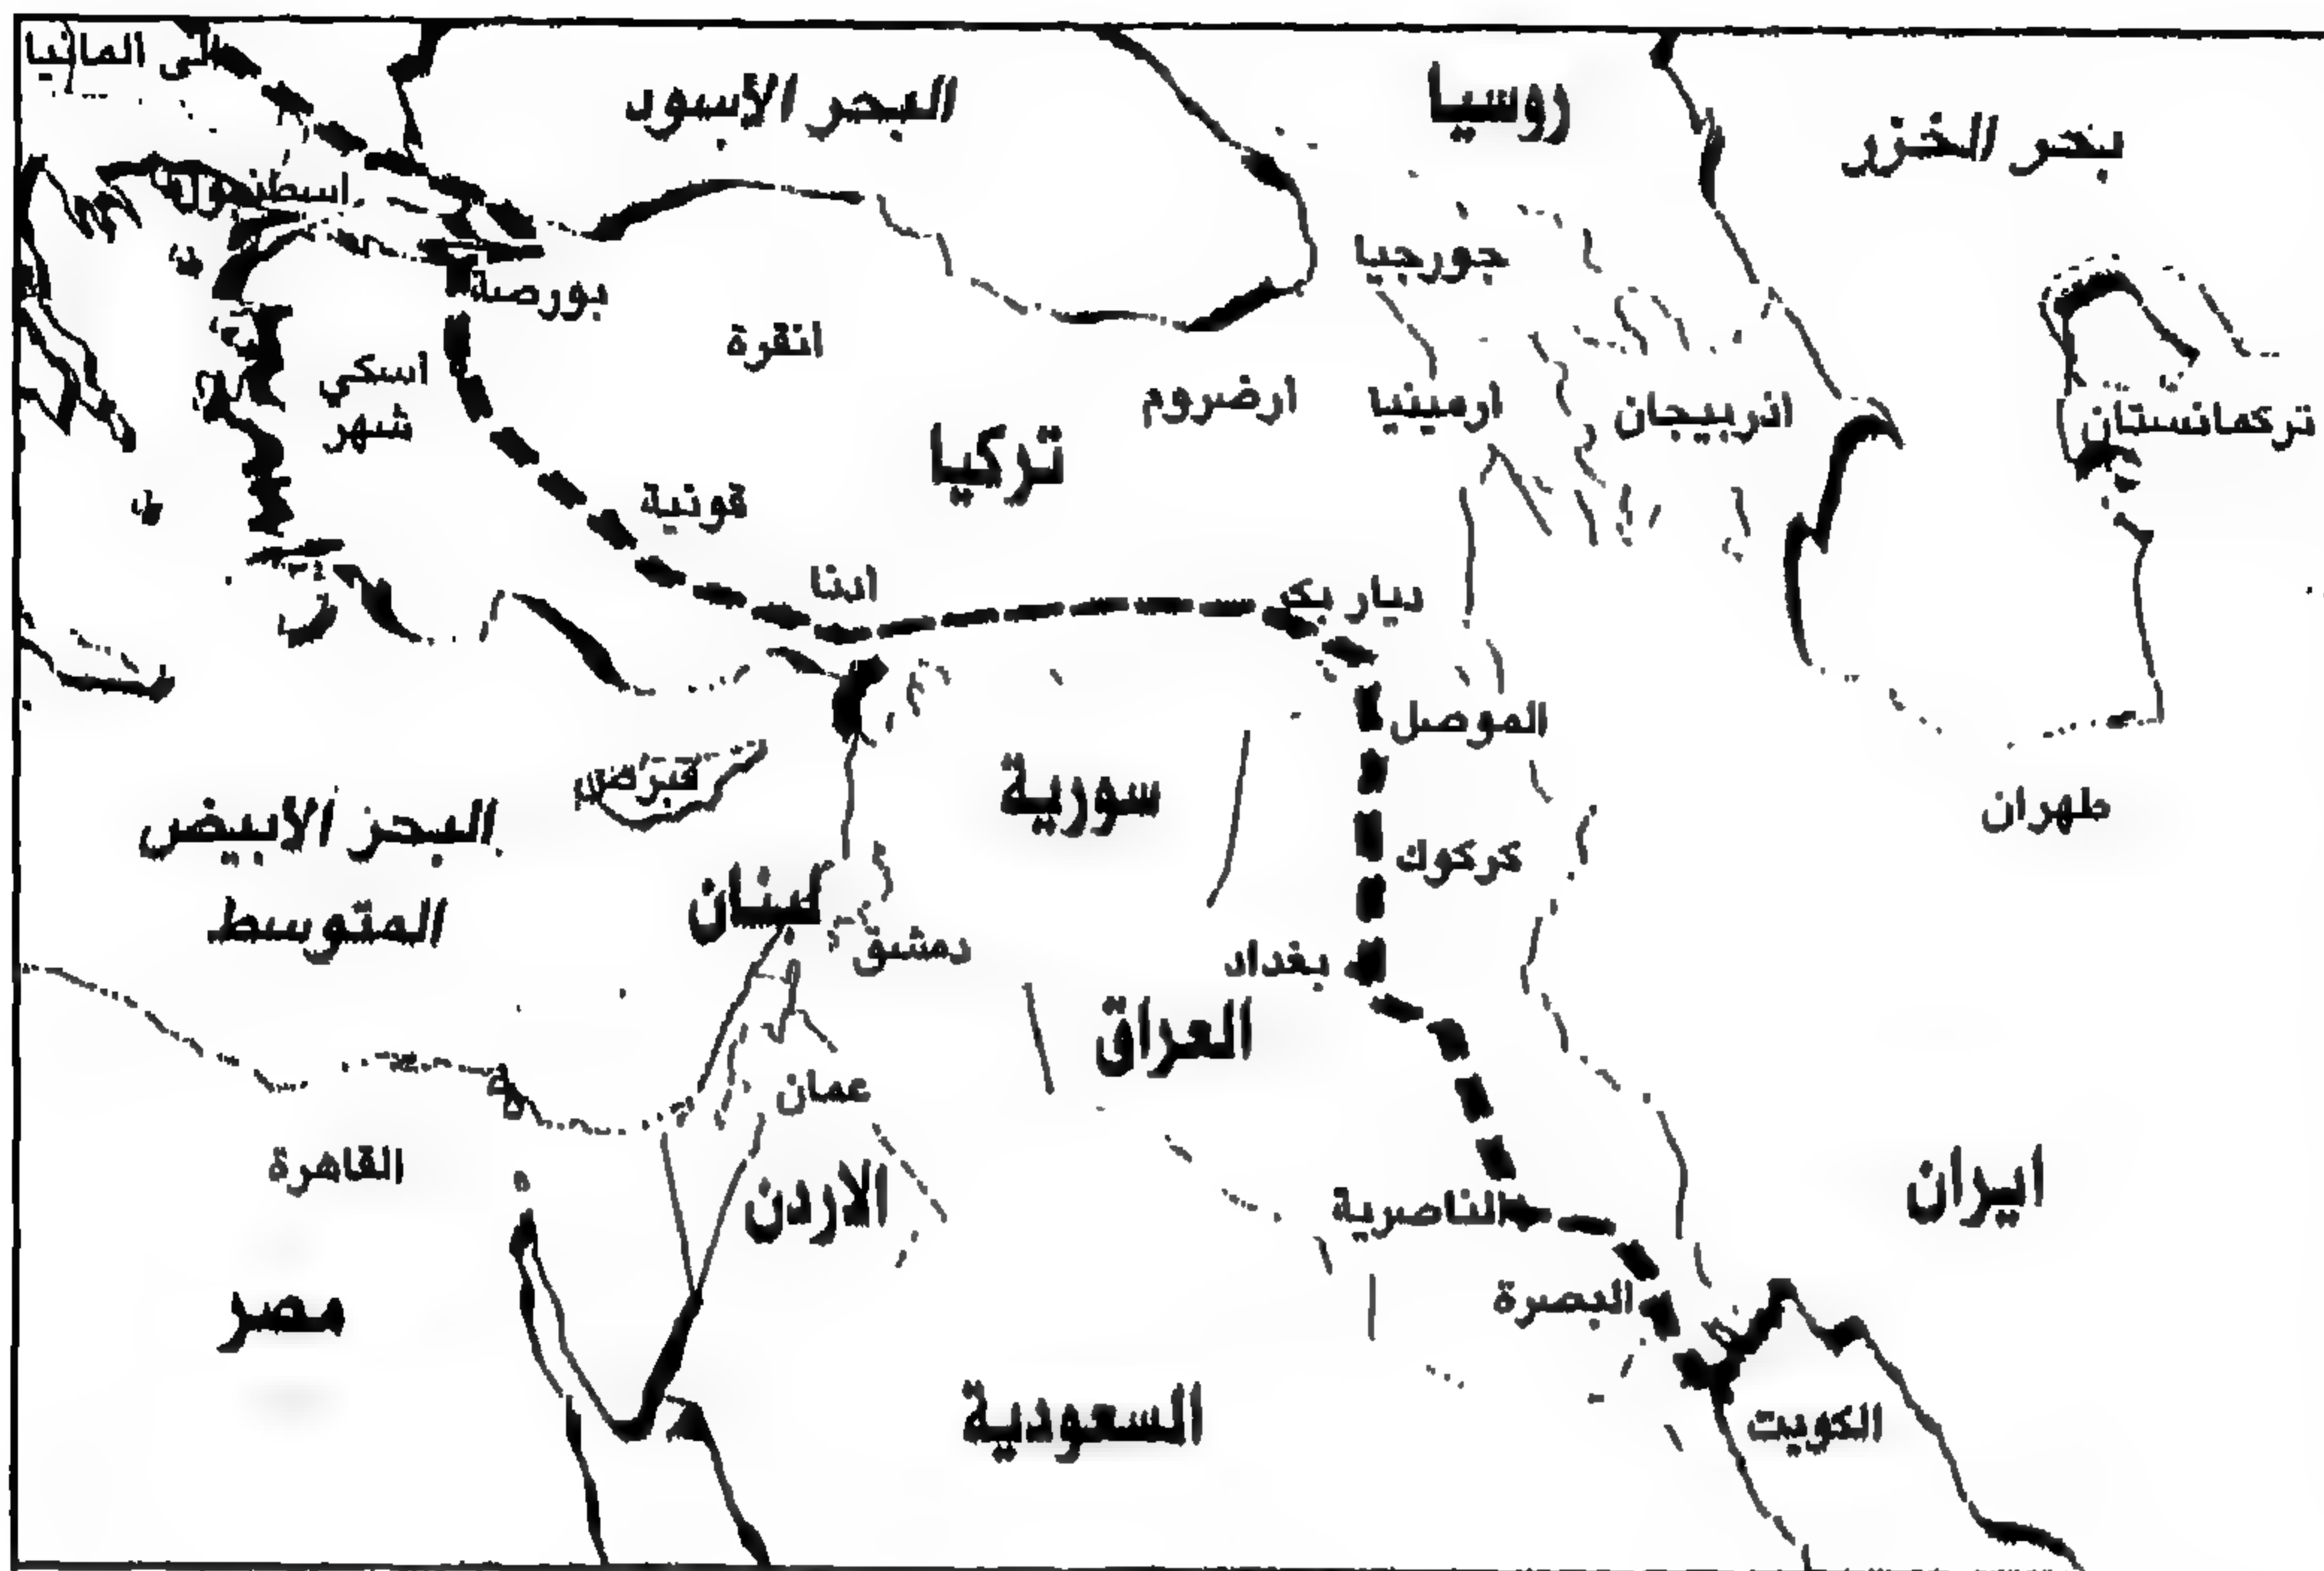 الى المانيا
البحر الأسود
روسيا
بحر الخزر
اسطنبول
جورجيا
بورصة
انقرة
اسكي
شهر
ارضروم
ارمينيا
اذربيجان
تركمانستان
تركيا
قونية
ادنا
ديار بكر
الموصل
قبرص
سورية
طهران
البحر الابيض
المتوسط
كركوك
لبنان
دمشق
بغداد
العراق
عمان
القاهرة
الاردن
الناصرية
ايران
البصرة
مصر
السعودية
الكويت